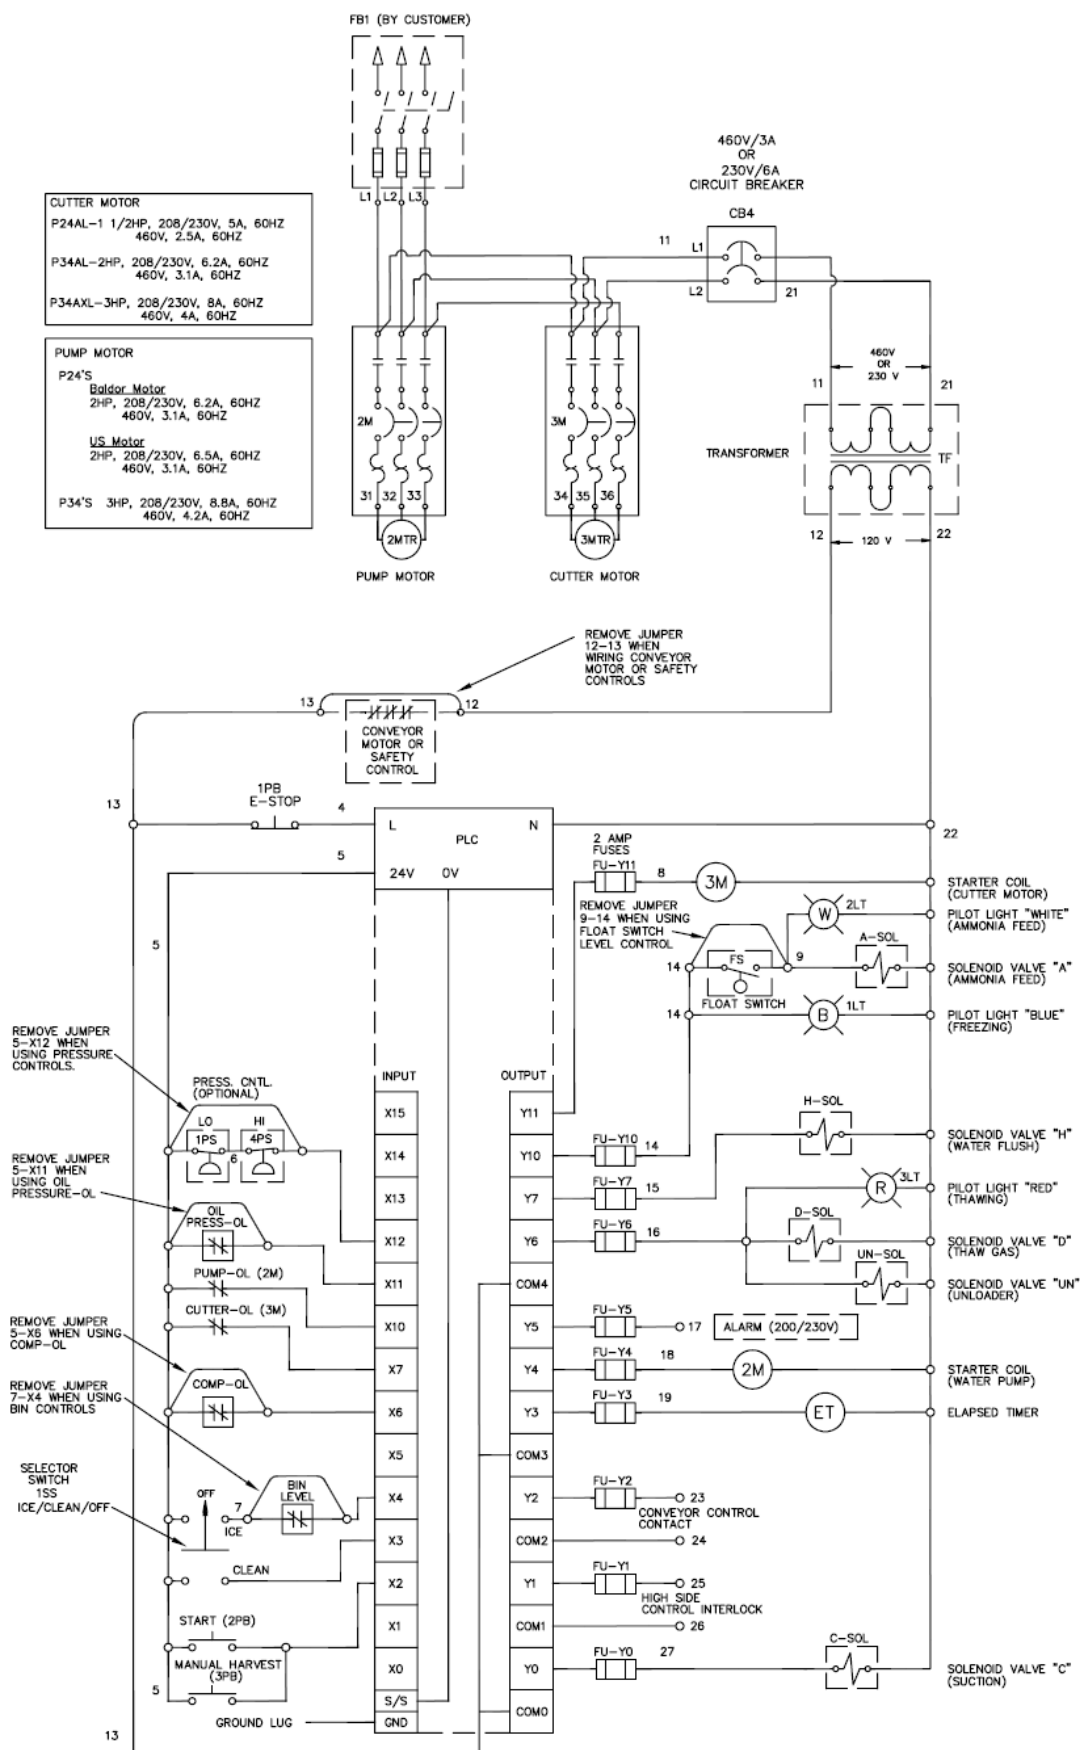 FB1 (BY CUSTOMER)
L1
L2
L3
460V/3A
OR
230V/6A
CIRCUIT BREAKER
CB4
11
L1
L2
21
CUTTER MOTOR
P24AL-1 1/2HP, 208/230V, 5A, 60HZ
460V, 2.5A, 60HZ
P34AL-2HP, 208/230V, 6.2A, 60HZ
460V, 3.1A, 60HZ
P34AXL-3HP, 208/230V, 8A, 60HZ
460V, 4A, 60HZ
PUMP MOTOR
P24'S
Baldor Motor
2HP, 208/230V, 6.2A, 60HZ
460V, 3.1A, 60HZ
US Motor
2HP, 208/230V, 6.5A, 60HZ
460V, 3.1A, 60HZ
P34'S 3HP, 208/230V, 8.8A, 60HZ
460V, 4.2A, 60HZ
2M
31 32 33
2MTR
PUMP MOTOR
3M
34 35 36
3MTR
CUTTER MOTOR
460V
OR
230 V
11
21
TRANSFORMER
TF
12
120 V
22
REMOVE JUMPER
12-13 WHEN
WIRING CONVEYOR
MOTOR OR SAFETY
CONTROLS
13
12
CONVEYOR
MOTOR OR
SAFETY
CONTROL
13
1PB
E-STOP
4
L
N
PLC
22
5
24V
0V
2 AMP
FUSES
FU-Y11
8
3M
STARTER COIL
(CUTTER MOTOR)
REMOVE JUMPER
9-14 WHEN USING
FLOAT SWITCH
LEVEL CONTROL
W
2LT
PILOT LIGHT "WHITE"
(AMMONIA FEED)
5
14
FS
9
A-SOL
SOLENOID VALVE "A"
(AMMONIA FEED)
FLOAT SWITCH
14
B
1LT
PILOT LIGHT "BLUE"
(FREEZING)
REMOVE JUMPER
5-X12 WHEN
USING PRESSURE
CONTROLS.
PRESS. CNTL.
(OPTIONAL)
LO
HI
1PS
4PS
6
REMOVE JUMPER
5-X11 WHEN
USING OIL
PRESSURE-OL
OIL
PRESS-OL
PUMP-OL (2M)
CUTTER-OL (3M)
REMOVE JUMPER
5-X6 WHEN USING
COMP-OL
COMP-OL
REMOVE JUMPER
7-X4 WHEN USING
BIN CONTROLS
SELECTOR
SWITCH
1SS
ICE/CLEAN/OFF
OFF
7
ICE
BIN
LEVEL
CLEAN
START (2PB)
MANUAL HARVEST
(3PB)
5
GROUND LUG
13
INPUT
X15
X14
X13
X12
X11
X10
X7
X6
X5
X4
X3
X2
X1
X0
S/S
GND
OUTPUT
Y11
Y10
Y7
Y6
COM4
Y5
Y4
Y3
COM3
Y2
COM2
Y1
COM1
Y0
COM0
H-SOL
FU-Y10
14
SOLENOID VALVE "H"
(WATER FLUSH)
FU-Y7
15
R
3LT
PILOT LIGHT "RED"
(THAWING)
FU-Y6
16
D-SOL
SOLENOID VALVE "D"
(THAW GAS)
UN-SOL
SOLENOID VALVE "UN"
(UNLOADER)
FU-Y5
17
ALARM (200/230V)
FU-Y4
18
2M
STARTER COIL
(WATER PUMP)
FU-Y3
19
ET
ELAPSED TIMER
FU-Y2
23
CONVEYOR CONTROL
CONTACT
24
FU-Y1
25
HIGH SIDE
CONTROL INTERLOCK
26
FU-Y0
27
C-SOL
SOLENOID VALVE "C"
(SUCTION)